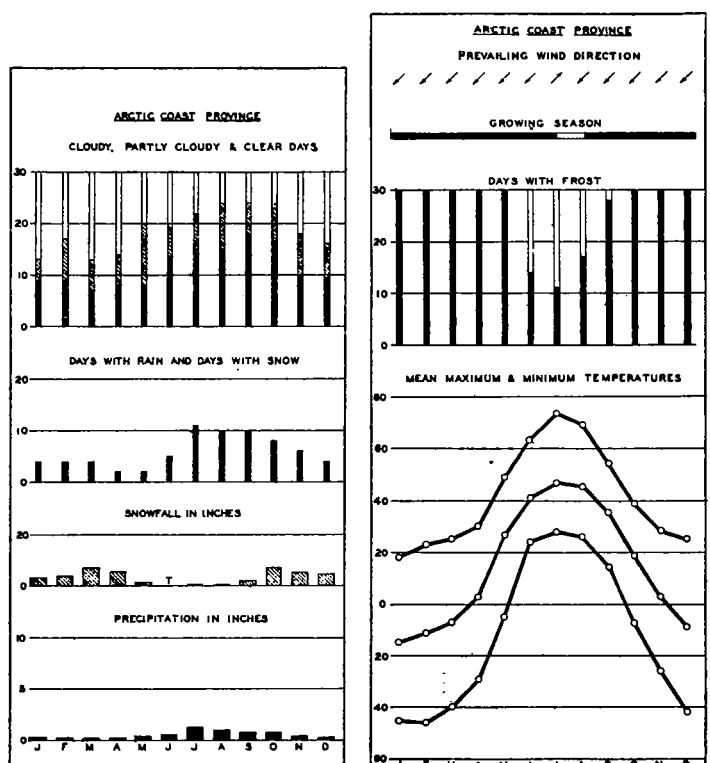 ARCTIC COAST PROVINCE
CLOUDY, PARTLY CLOUDY & CLEAR DAYS
30
20
10
0
DAYS WITH RAIN AND DAYS WITH SNOW
20
10
0
SNOWFALL IN INCHES
20
0
T
PRECIPITATION IN INCHES
10
5
0
J F M A M J J A S O N D
ARCTIC COAST PROVINCE
PREVAILING WIND DIRECTION
GROWING SEASON
DAYS WITH FROST
30
20
10
0
MEAN MAXIMUM & MINIMUM TEMPERATURES
80
60
40
20
0
20
40
60